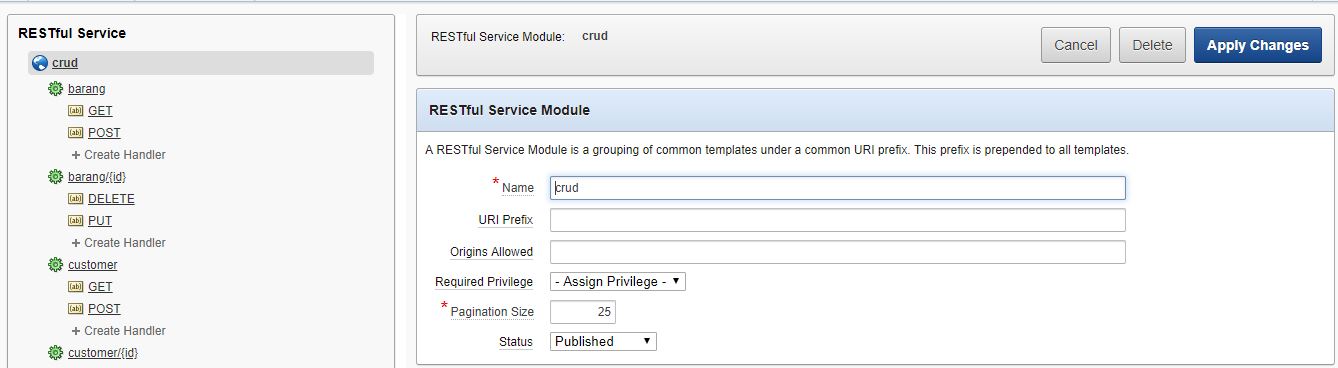 RESTful Service
crud
barang
GET
POST
+ Create Handler
barang/{id}
DELETE
PUT
+ Create Handler
customer
GET
POST
+ Create Handler
customer/{id}
RESTful Service Module: crud
Cancel
Delete
Apply Changes
RESTful Service Module
A RESTful Service Module is a grouping of common templates under a common URI prefix. This prefix is prepended to all templates.
* Name crud
URI Prefix
Origins Allowed
Required Privilege - Assign Privilege -
* Pagination Size 25
Status Published